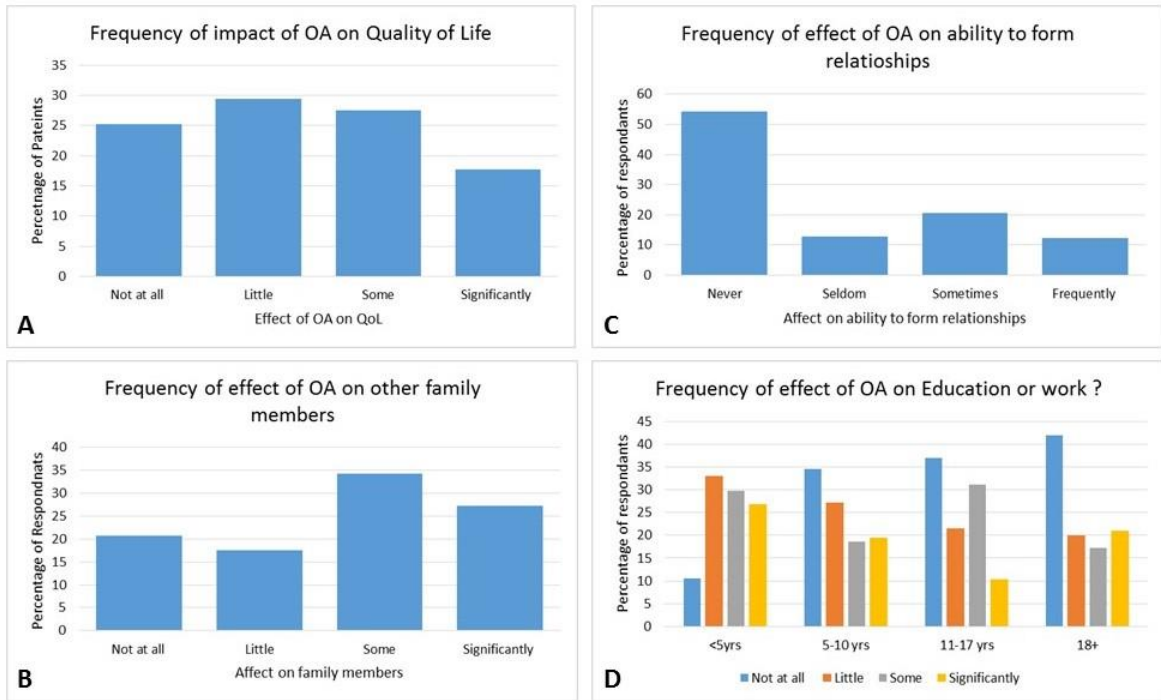 Frequency of impact of OA on Quality of Life
Percetnage of Pateints
35
30
25
20
15
10
5
0
Not at all Little Some Significantly
Effect of OA on QoL
A
Frequency of effect of OA on ability to form
relatioships
Percentage of respondants
60
50
40
30
20
10
0
Never Seldom Sometimes Frequently
Affect on ability to form relationships
C
Frequency of effect of OA on other family
members
Percentage of Respondnats
40
35
30
25
20
15
10
5
0
Not at all Little Some Significantly
Affect on family members
B
Frequency of effect of OA on Education or work ?
Percentage of respondants
45
40
35
30
25
20
15
10
5
0
<5yrs 5-10 yrs 11-17 yrs 18+
Not at all Little Some Significantly
D